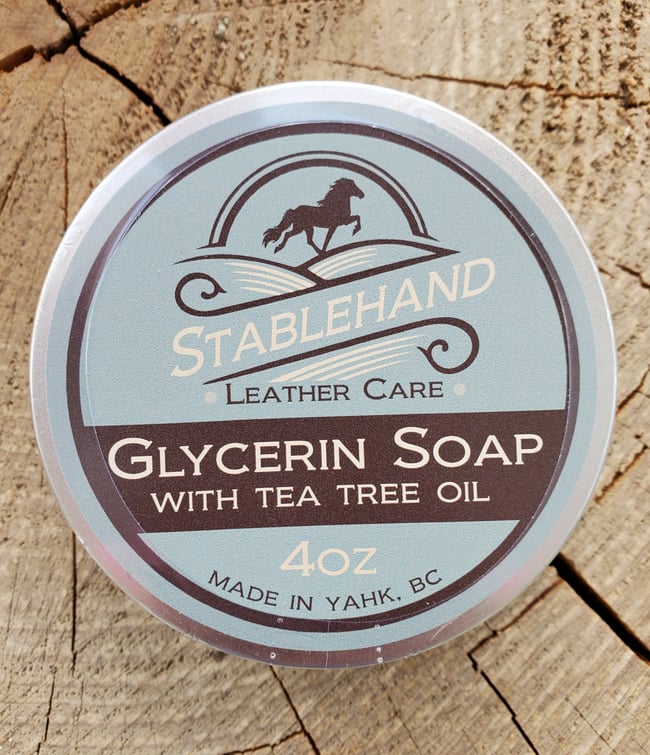 STABLEHAND
• LEATHER CARE •
GLYCERIN SOAP
WITH TEA TREE OIL
4OZ
MADE IN YAHK, BC